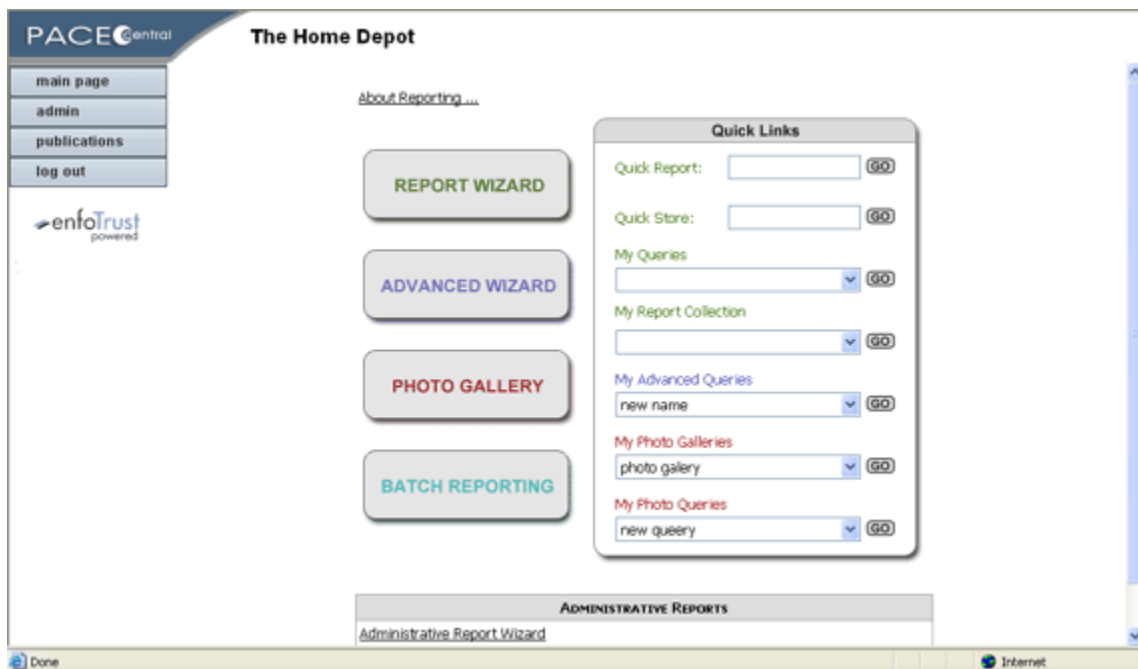 PACE Central
The Home Depot
main page
admin
publications
log out
enfoTrust
powered
About Reporting ...
REPORT WIZARD
ADVANCED WIZARD
PHOTO GALLERY
BATCH REPORTING
Quick Links
Quick Report: GO
Quick Store: GO
My Queries
GO
My Report Collection
GO
My Advanced Queries
new name GO
My Photo Galleries
photo galery GO
My Photo Queries
new queery GO
ADMINISTRATIVE REPORTS
Administrative Report Wizard
Done Internet